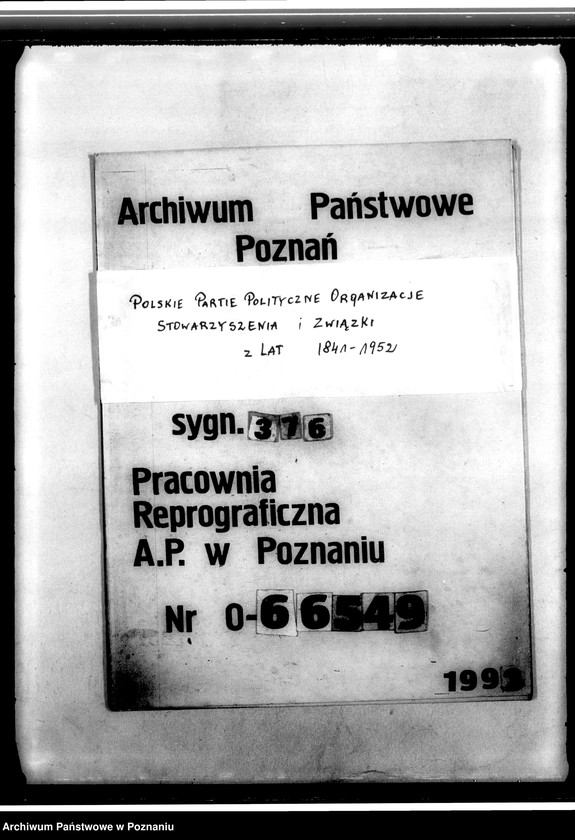 Archiwum Państwowe
Poznań
POLSKIE PARTIE POLITYCZNE ORGANIZACJE
STOWARZYSZENIA i ZWIĄZKI
z LAT 1841-1952
sygn. 376
Pracownia
Reprograficzna
A.P. w Poznaniu
Nr O-66549
1993
Archiwum Państwowe w Poznaniu